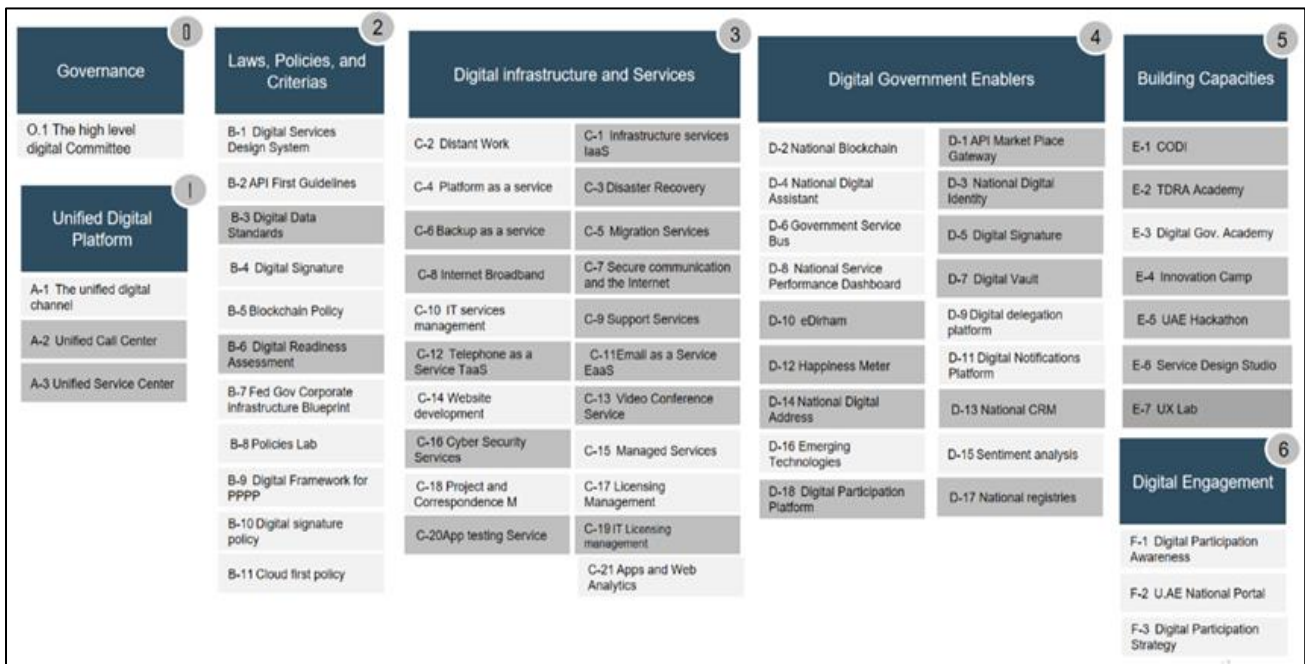 0
Governance
O.1 The high level
digital Committee
1
Unified Digital
Platform
A-1 The unified digital
channel
A-2 Unified Call Center
A-3 Unified Service Center
2
Laws, Policies, and
Criterias
B-1 Digital Services
Design System
B-2 API First Guidelines
B-3 Digital Data
Standards
B-4 Digital Signature
B-5 Blockchain Policy
B-6 Digital Readiness
Assessment
B-7 Fed Gov Corporate
Infrastructure Blueprint
B-8 Policies Lab
B-9 Digital Framework for
PPPP
B-10 Digital signature
policy
B-11 Cloud first policy
3
Digital infrastructure and Services
C-2 Distant Work
C-4 Platform as a service
C-6 Backup as a service
C-8 Internet Broadband
C-10 IT services
management
C-12 Telephone as a
Service TaaS
C-14 Website
development
C-16 Cyber Security
Services
C-18 Project and
Correspondence M
C-20App testing Service
C-1 Infrastructure services
IaaS
C-3 Disaster Recovery
C-5 Migration Services
C-7 Secure communication
and the Internet
C-9 Support Services
C-11Email as a Service
EaaS
C-13 Video Conference
Service
C-15 Managed Services
C-17 Licensing
Management
C-19 IT Licensing
management
C-21 Apps and Web
Analytics
4
Digital Government Enablers
D-2 National Blockchain
D-4 National Digital
Assistant
D-6 Government Service
Bus
D-8 National Service
Performance Dashboard
D-10 eDirham
D-12 Happiness Meter
D-14 National Digital
Address
D-16 Emerging
Technologies
D-18 Digital Participation
Platform
D-1 API Market Place
Gateway
D-3 National Digital
Identity
D-5 Digital Signature
D-7 Digital Vault
D-9 Digital delegation
platform
D-11 Digital Notifications
Platform
D-13 National CRM
D-15 Sentiment analysis
D-17 National registries
5
Building Capacities
E-1 CODI
E-2 TDRA Academy
E-3 Digital Gov. Academy
E-4 Innovation Camp
E-5 UAE Hackathon
E-6 Service Design Studio
E-7 UX Lab
6
Digital Engagement
F-1 Digital Participation
Awareness
F-2 U.AE National Portal
F-3 Digital Participation
Strategy